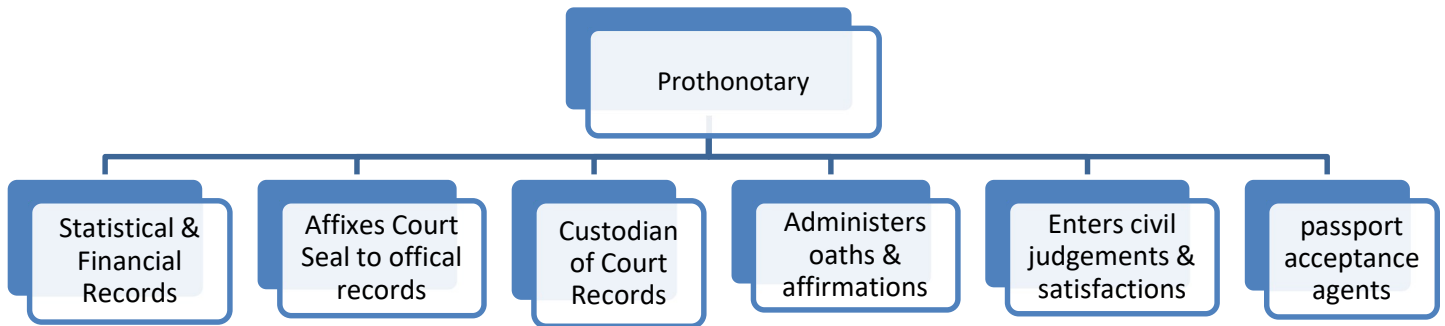 Prothonotary
Statistical &
Financial
Records
Affixes Court
Seal to offical
records
Custodian
of Court
Records
Administers
oaths &
affirmations
Enters civil
judgements &
satisfactions
passport
acceptance
agents